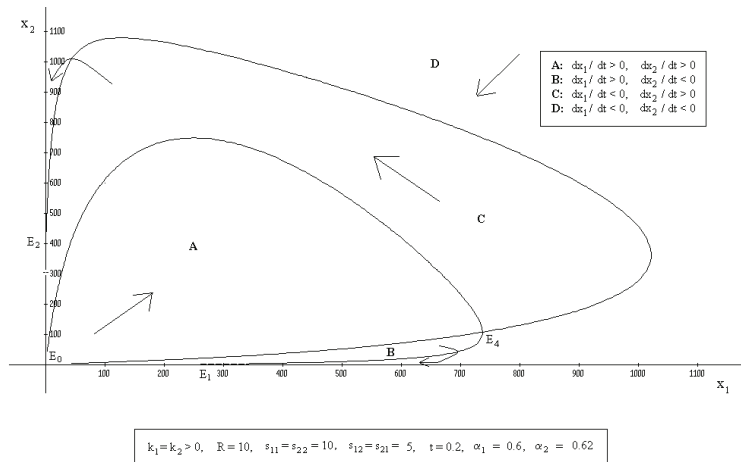 x2
1100
1000
900
800
700
600
500
400
300
200
100
E2
E0
D
C
A
B
E4
E1
100
200
300
400
500
600
700
800
900
1000
1100
x1
A: dx1/ dt > 0, dx2 / dt > 0
B: dx1/ dt > 0, dx2 / dt < 0
C: dx1/ dt < 0, dx2 / dt > 0
D: dx1/ dt < 0, dx2 / dt < 0
k1 = k2 > 0, R = 10, s11 = s22 = 10, s12 = s21 = 5, t = 0.2, α1 = 0.6, α2 = 0.62